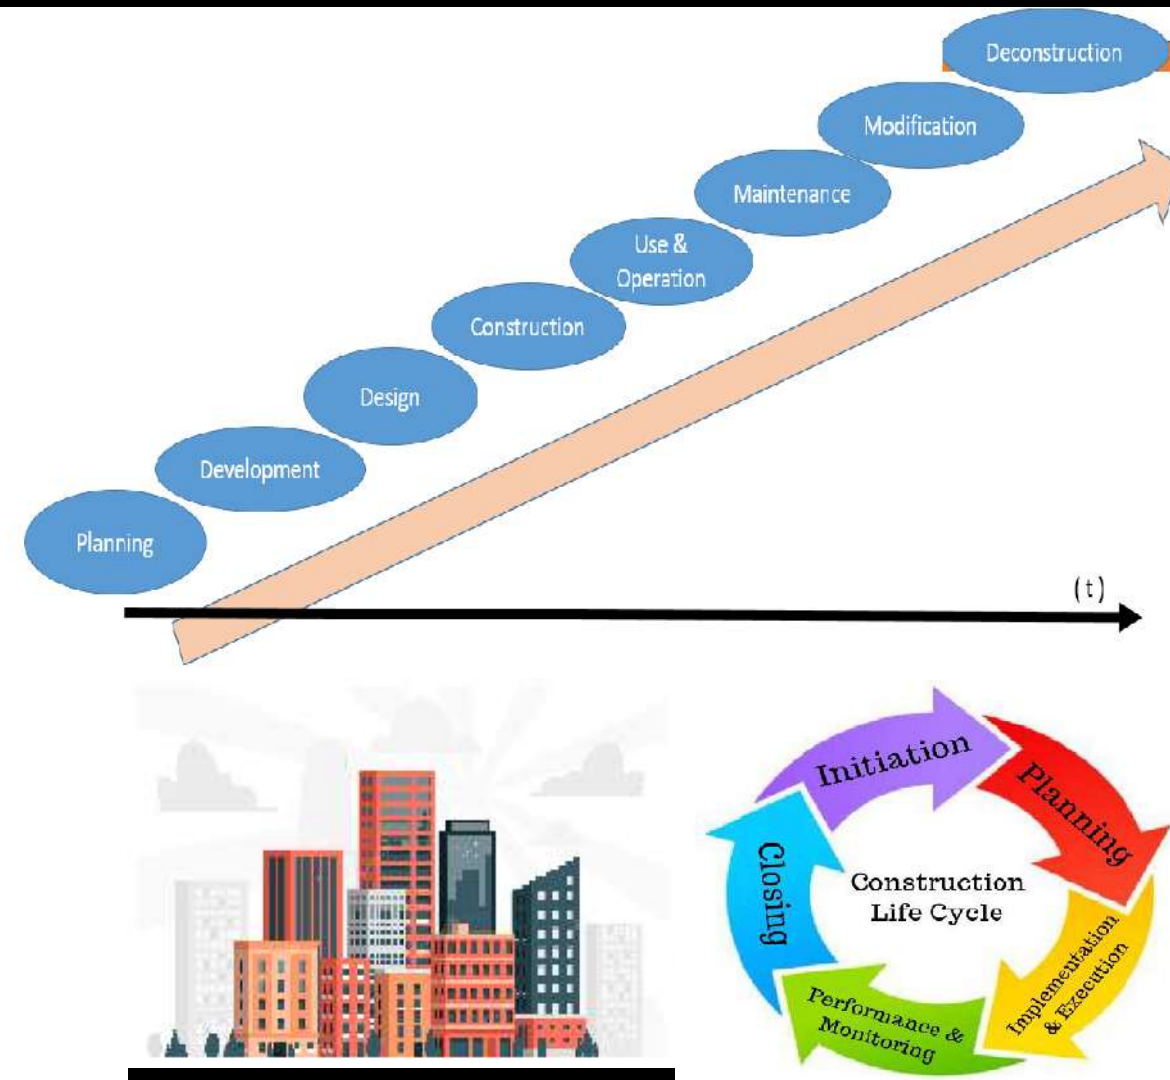 Deconstruction
Modification
Maintenance
Use &
Operation
Construction
Design
Development
Planning
(t)
Initiation
Planning
Implementation
& Execution
Performance &
Monitoring
Closing
Construction
Life Cycle